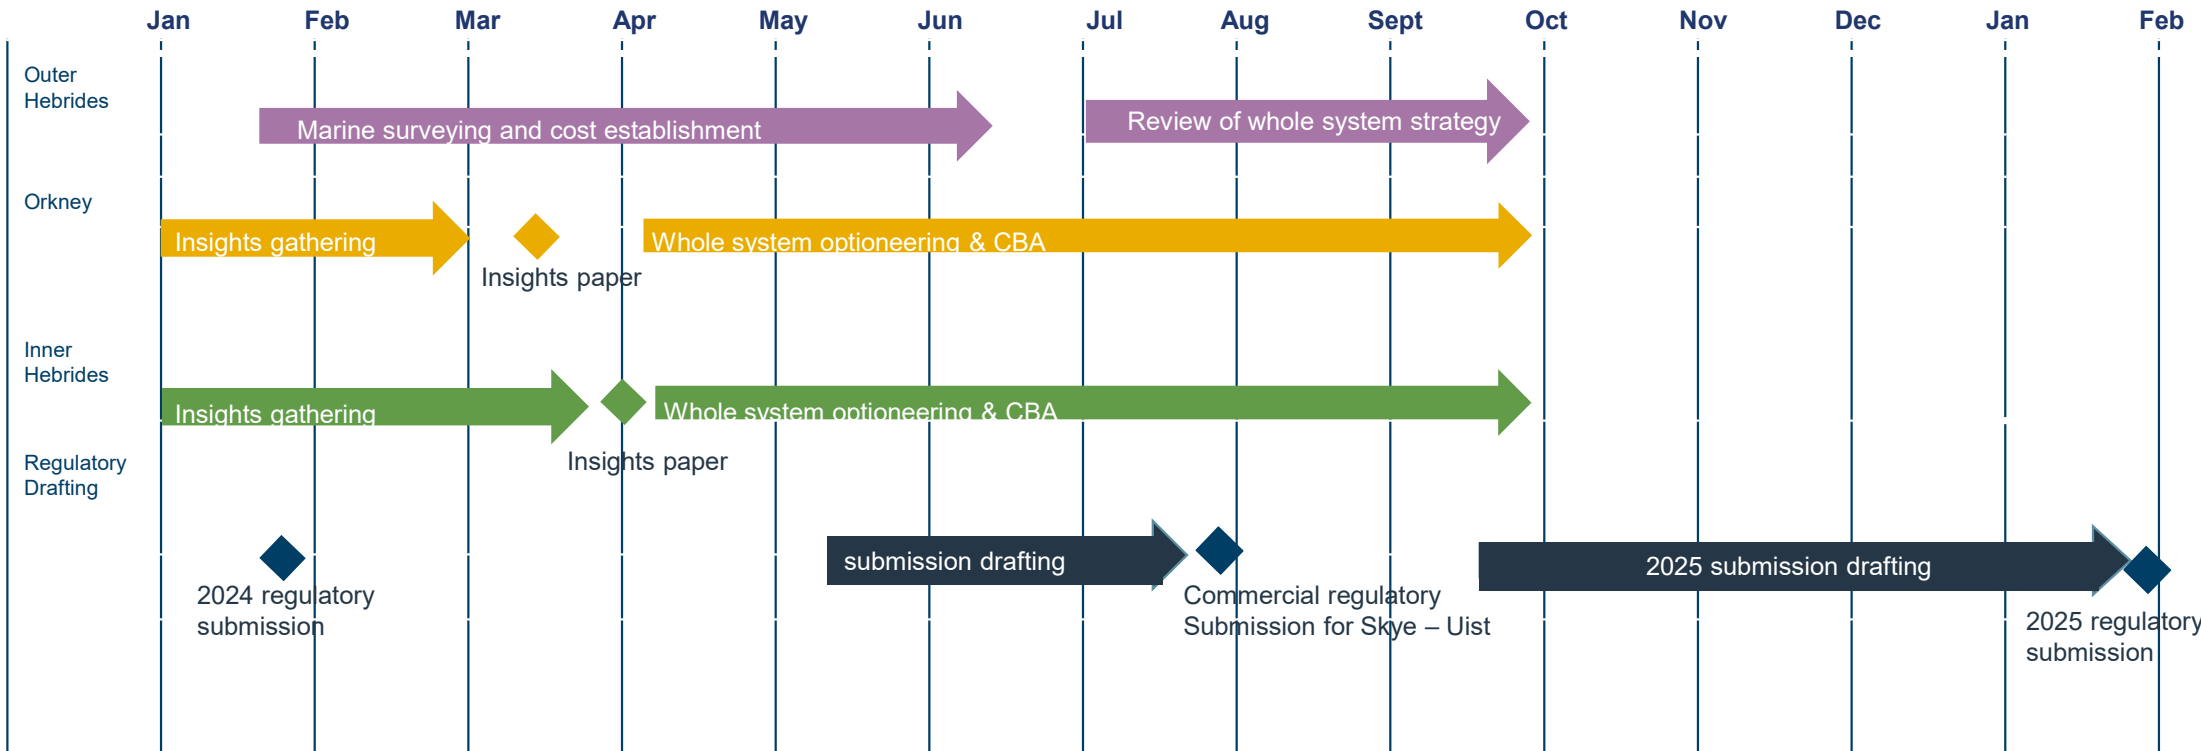 Jan Feb Mar Apr May Jun Jul Aug Sept Oct Nov Dec Jan Feb
Outer
Hebrides
Marine surveying and cost establishment
Review of whole system strategy
Orkney
Insights gathering
Whole system optioneering & CBA
Insights paper
Inner
Hebrides
Insights gathering
Whole system optioneering & CBA
Insights paper
Regulatory
Drafting
submission drafting
2025 submission drafting
2024 regulatory
submission
Commercial regulatory
Submission for Skye – Uist
2025 regulatory
submission